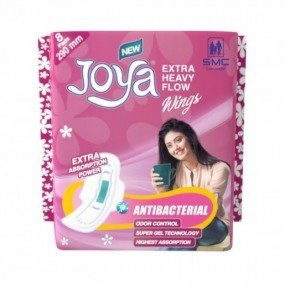 8
290 mm
NEW
JOYA
EXTRA
HEAVY
FLOW
Wings
SMC
EXTRA
ABSORPTION
POWER
ANTIBACTERIAL
ODOR CONTROL
SUPER GEL TECHNOLOGY
HIGHEST ABSORPTION